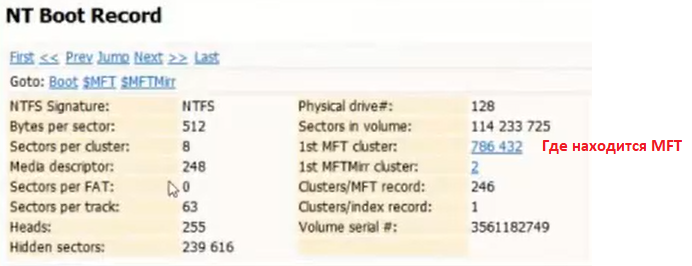 NT Boot Record
First << Prev Jump Next >> Last
Goto: Boot $MFT $MFTMirr
NTFS Signature: NTFS Physical drive#: 128
Bytes per sector: 512 Sectors in volume: 114 233 725
Sectors per cluster: 8 1st MFT cluster: 786 432 Где находится MFT
Media descriptor: 248 1st MFTMirr cluster: 2
Sectors per FAT: 0 Clusters/MFT record: 246
Sectors per track: 63 Clusters/index record: 1
Heads: 255 Volume serial #: 3561182749
Hidden sectors: 239 616